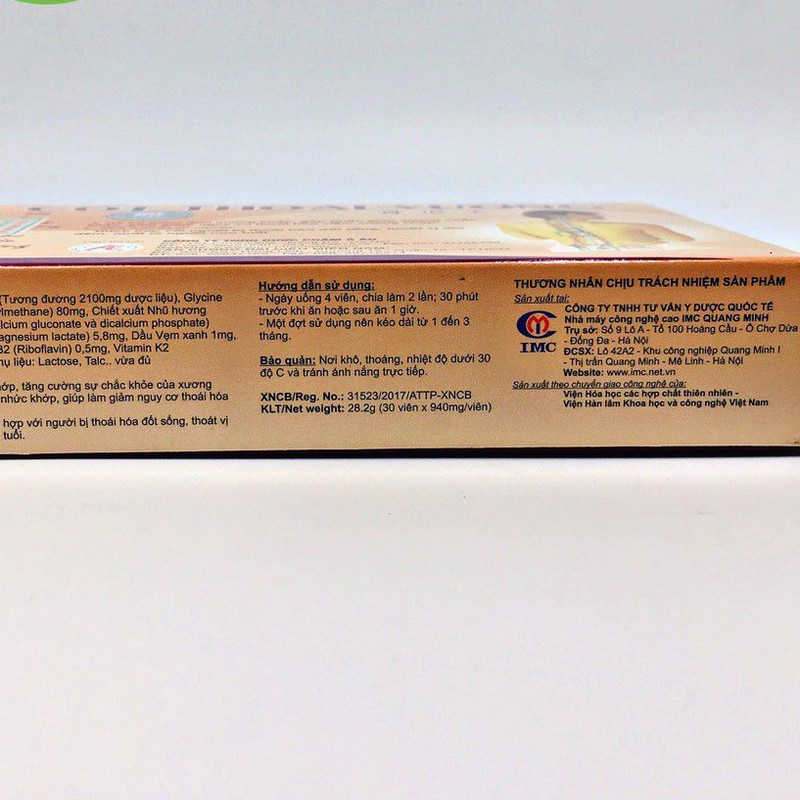 (Tương đương 2100mg dược liệu), Glycine
ylmethane) 80mg, Chiết xuất Nhũ hương
lcium gluconate và dicalcium phosphate)
agnesium lactate) 5,8mg, Dầu Vẹm xanh 1mg,
B2 (Riboflavin) 0,5mg, Vitamin K2
hụ liệu: Lactose, Talc.. vừa đủ
hớp, tăng cường sự chắc khỏe của xương
nhức khớp, giúp làm giảm nguy cơ thoái hóa
hợp với người bị thoái hóa đốt sống, thoát vị
tuổi.
Hướng dẫn sử dụng:
- Ngày uống 4 viên, chia làm 2 lần; 30 phút
trước khi ăn hoặc sau ăn 1 giờ.
- Một đợt sử dụng nên kéo dài từ 1 đến 3
tháng.
Bảo quản: Nơi khô, thoáng, nhiệt độ dưới 30
độ C và tránh ánh nắng trực tiếp.
XNCB/Reg. No.: 31523/2017/ATTP-XNCB
KLT/Net weight: 28.2g (30 viên x 940mg/viên)
THƯƠNG NHÂN CHỊU TRÁCH NHIỆM SẢN PHẨM
Sản xuất tại:
IMC
CÔNG TY TNHH TƯ VẤN Y DƯỢC QUỐC TẾ
Nhà máy công nghệ cao IMC QUANG MINH
Trụ sở: Số 9 Lô A - Tổ 100 Hoàng Cầu - Ô Chợ Dừa
- Đống Đa - Hà Nội
ĐCSX: Lô 42A2 - Khu công nghiệp Quang Minh I
- Thị trấn Quang Minh - Mê Linh - Hà Nội
Website: www.imc.net.vn
Sản xuất theo chuyển giao công nghệ của:
Viện Hóa học các hợp chất thiên nhiên -
Viện Hàn lâm Khoa học và công nghệ Việt Nam